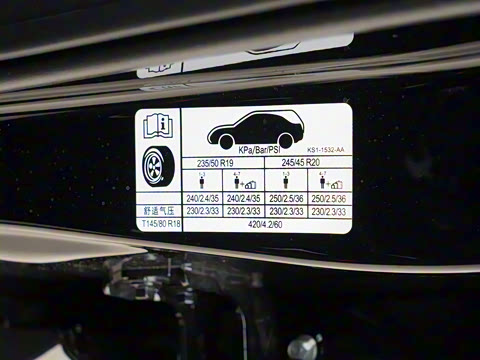 KPa/Bar/PSI KS1-1532-AA
235/50 R19 245/45 R20
1-3 4-7 1-3 4-7
240/2.4/35 240/2.4/35 250/2.5/36 250/2.5/36
舒适气压 230/2.3/33 230/2.3/33 230/2.3/33 230/2.3/33
T145/80 R18 420/4.2/60